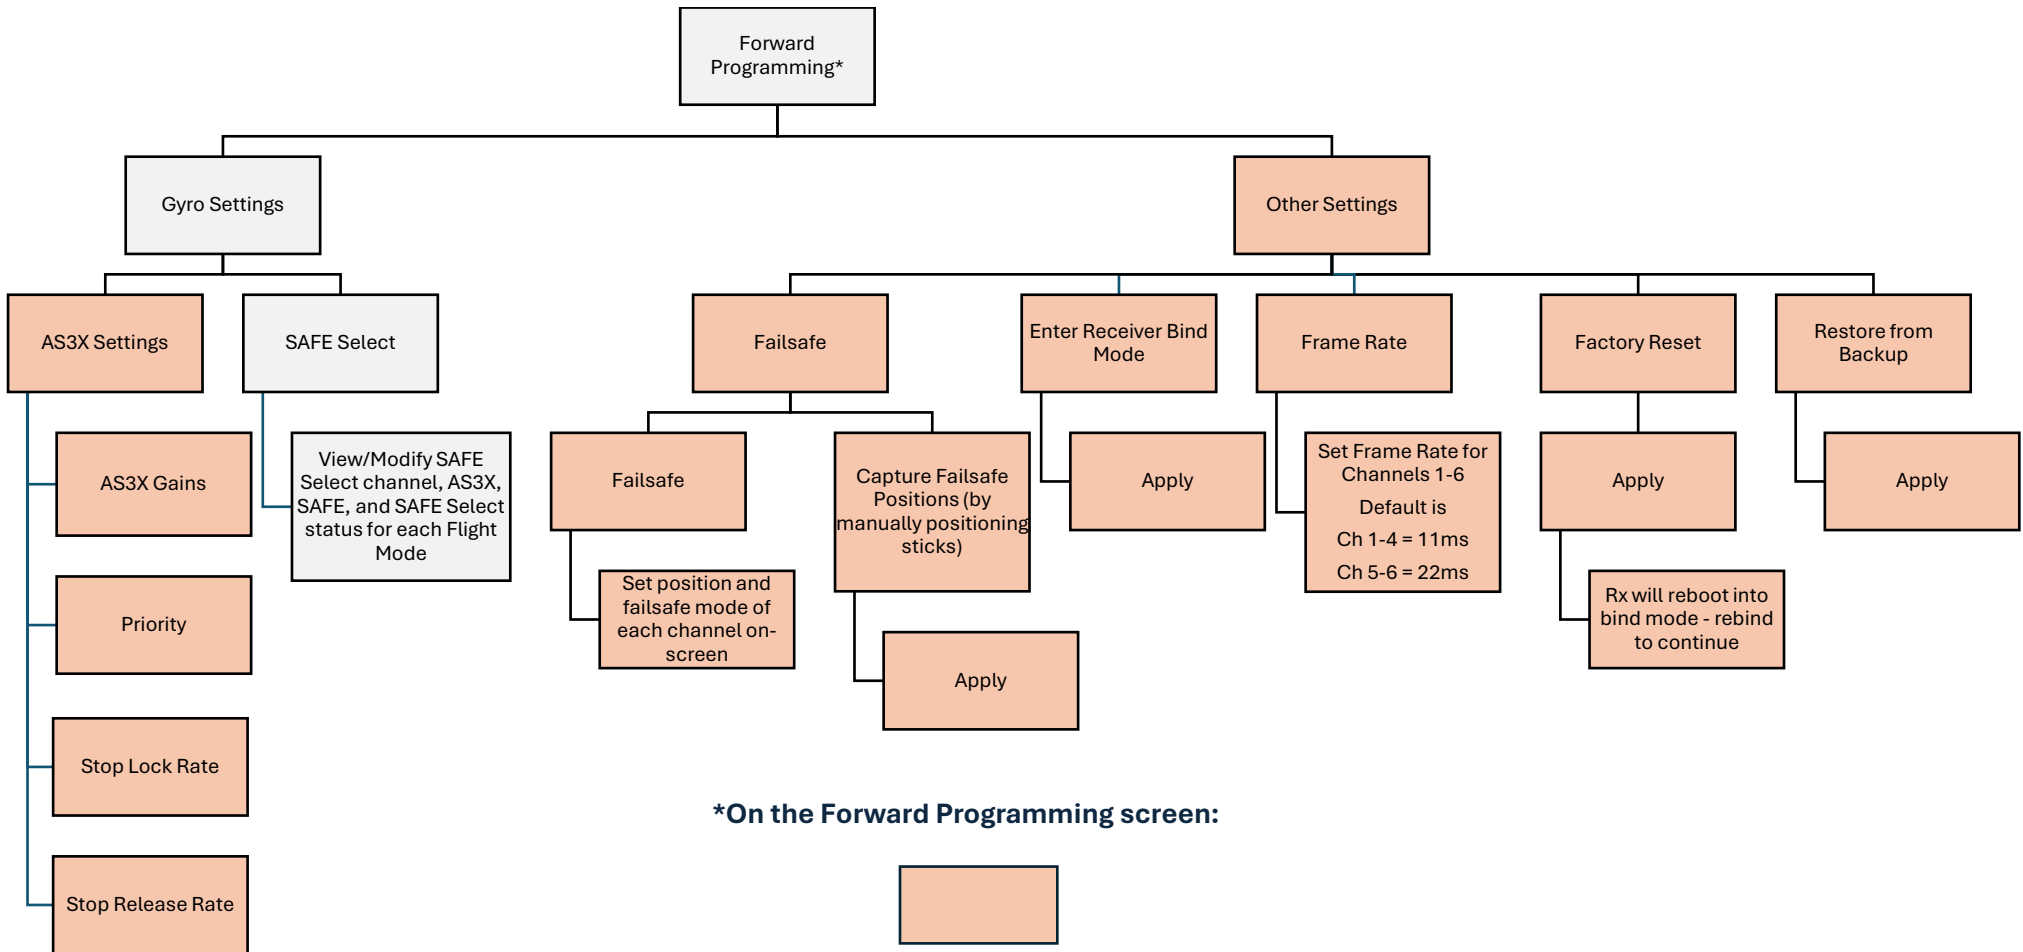 Forward
Programming*
Gyro Settings
Other Settings
AS3X Settings
SAFE Select
Failsafe
Enter Receiver Bind
Mode
Frame Rate
Factory Reset
Restore from
Backup
AS3X Gains
View/Modify SAFE
Select channel, AS3X,
SAFE, and SAFE Select
status for each Flight
Mode
Failsafe
Capture Failsafe
Positions (by
manually positioning
sticks)
Apply
Set Frame Rate for
Channels 1-6
Default is
Ch 1-4 = 11ms
Ch 5-6 = 22ms
Apply
Apply
Priority
Set position and
failsafe mode of
each channel on-
screen
Apply
Rx will reboot into
bind mode - rebind
to continue
Stop Lock Rate
*On the Forward Programming screen:
Stop Release Rate